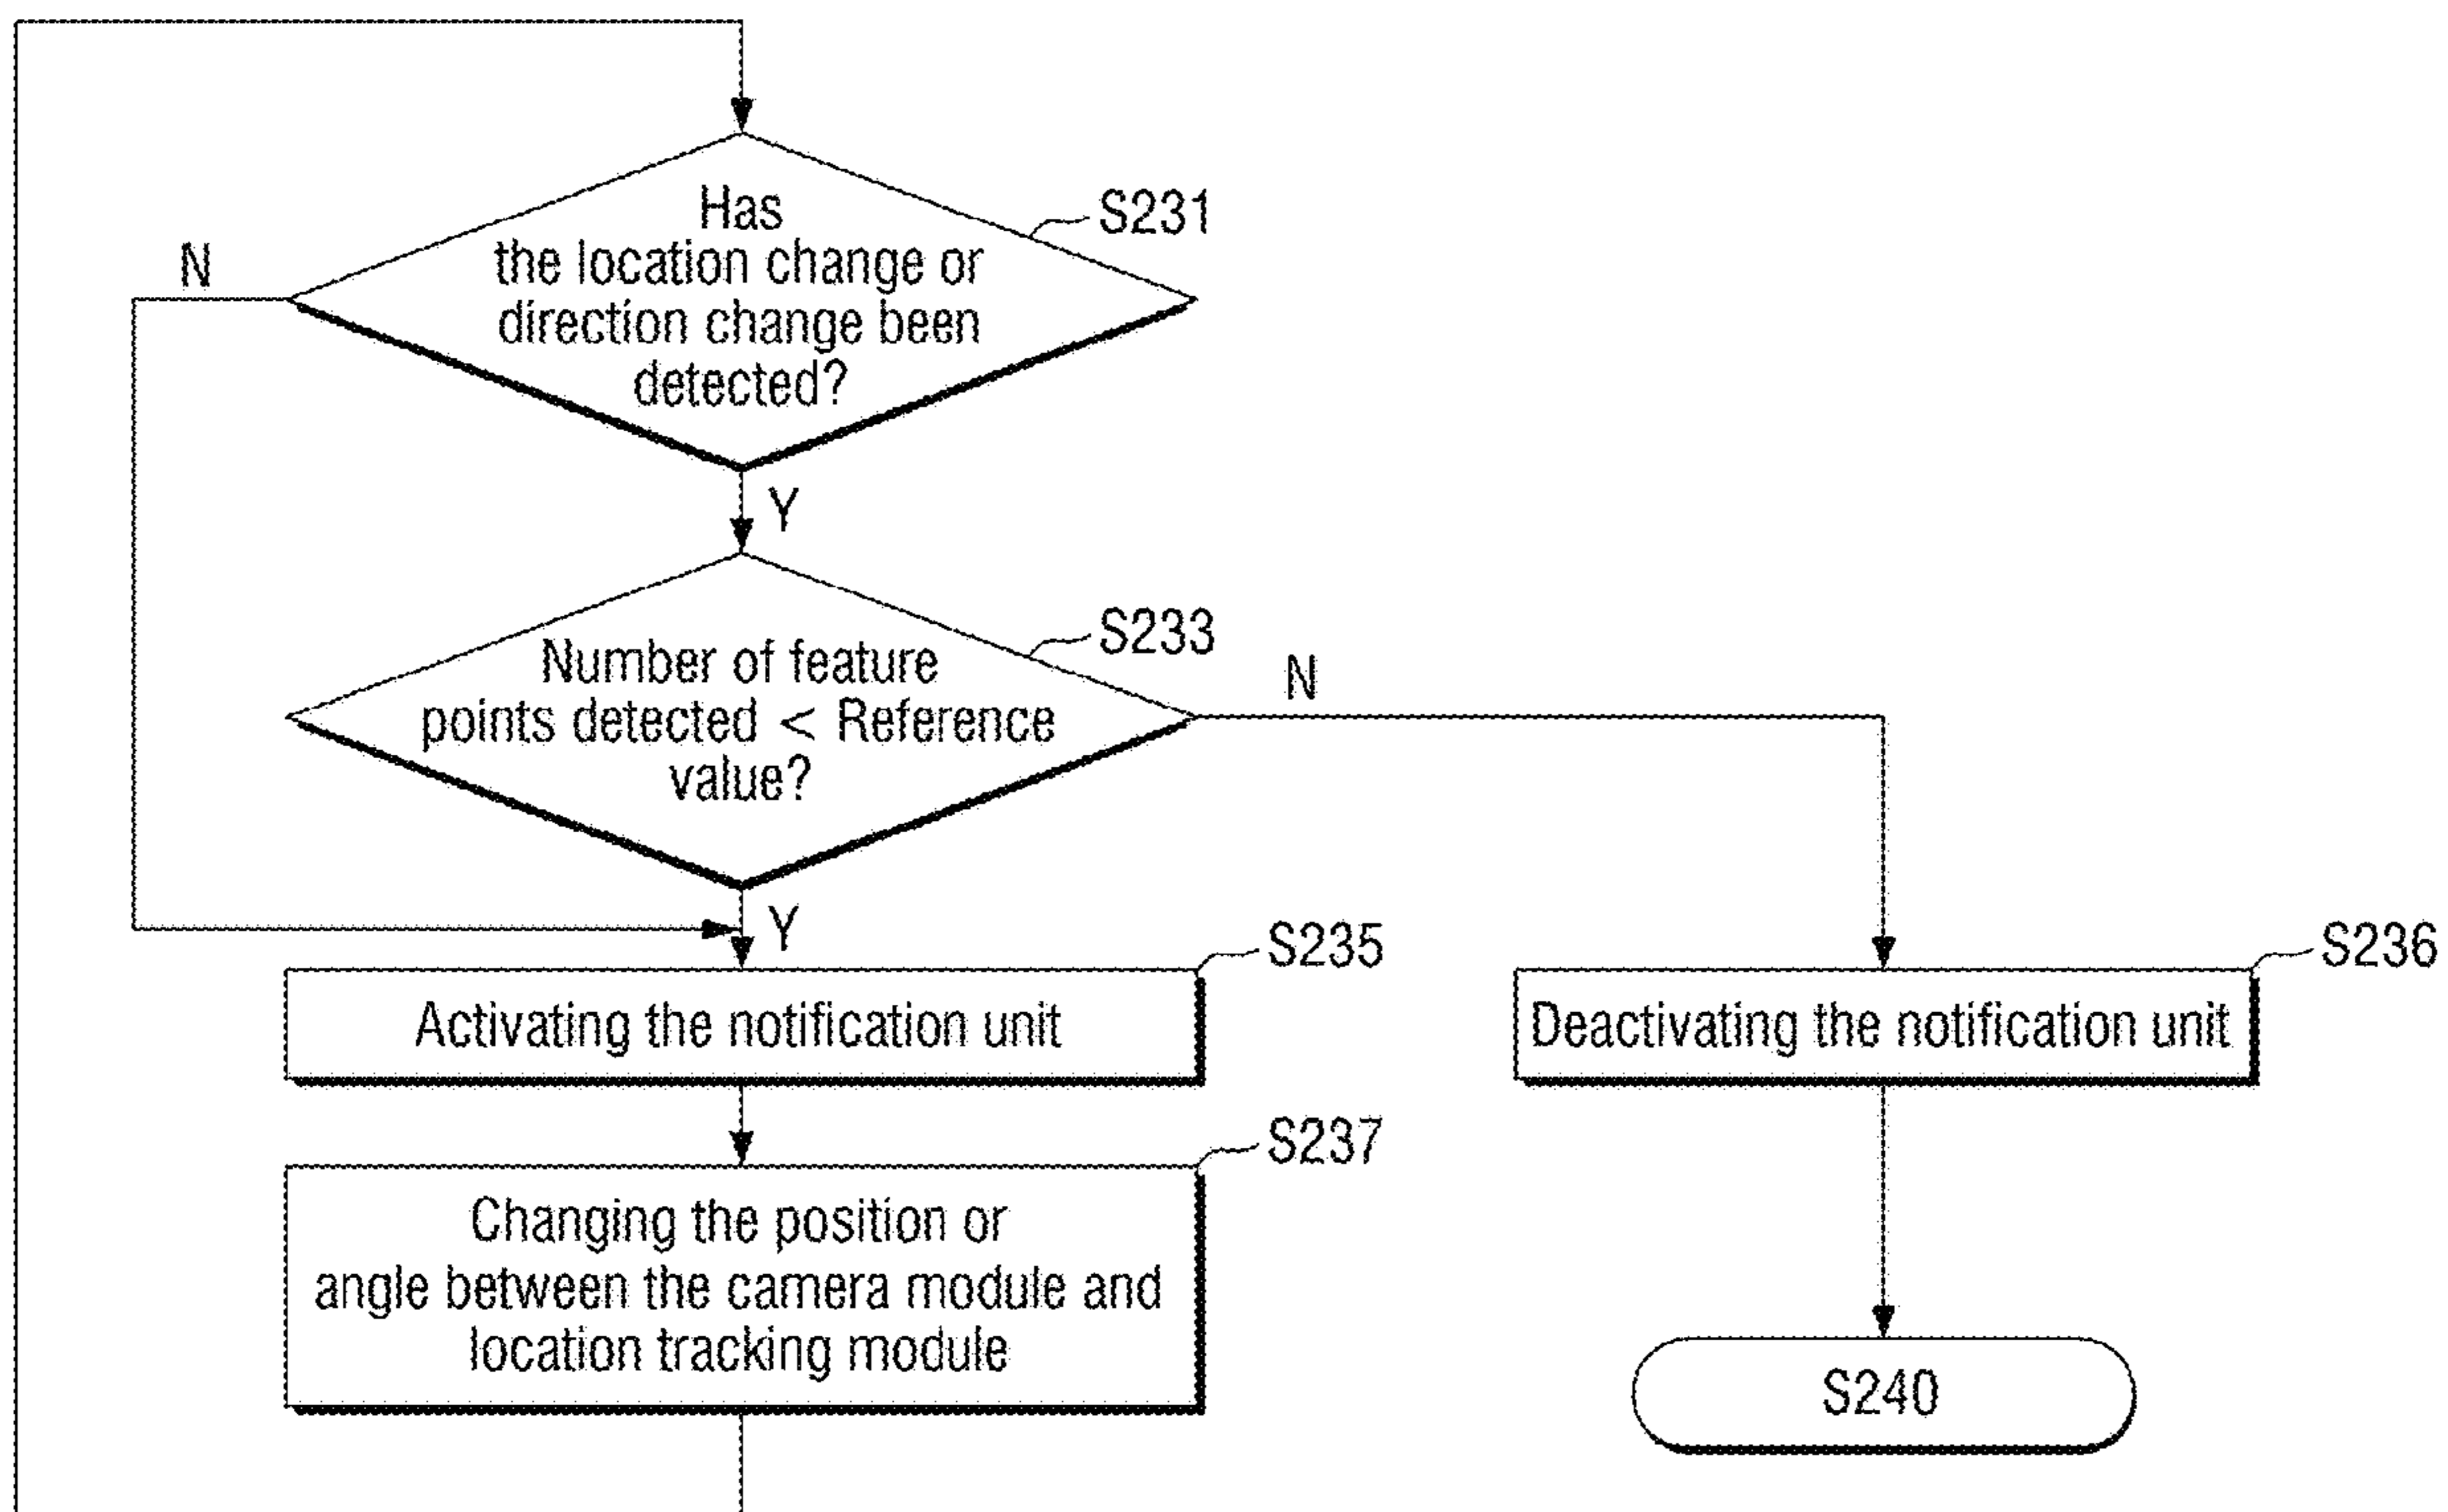 Has
the location change or
direction change been
detected?
S231
N
Y
Number of feature
points detected < Reference
value?
S233
N
Y
Activating the notification unit
S235
Deactivating the notification unit
S236
Changing the position or
angle between the camera module and
location tracking module
S237
S240